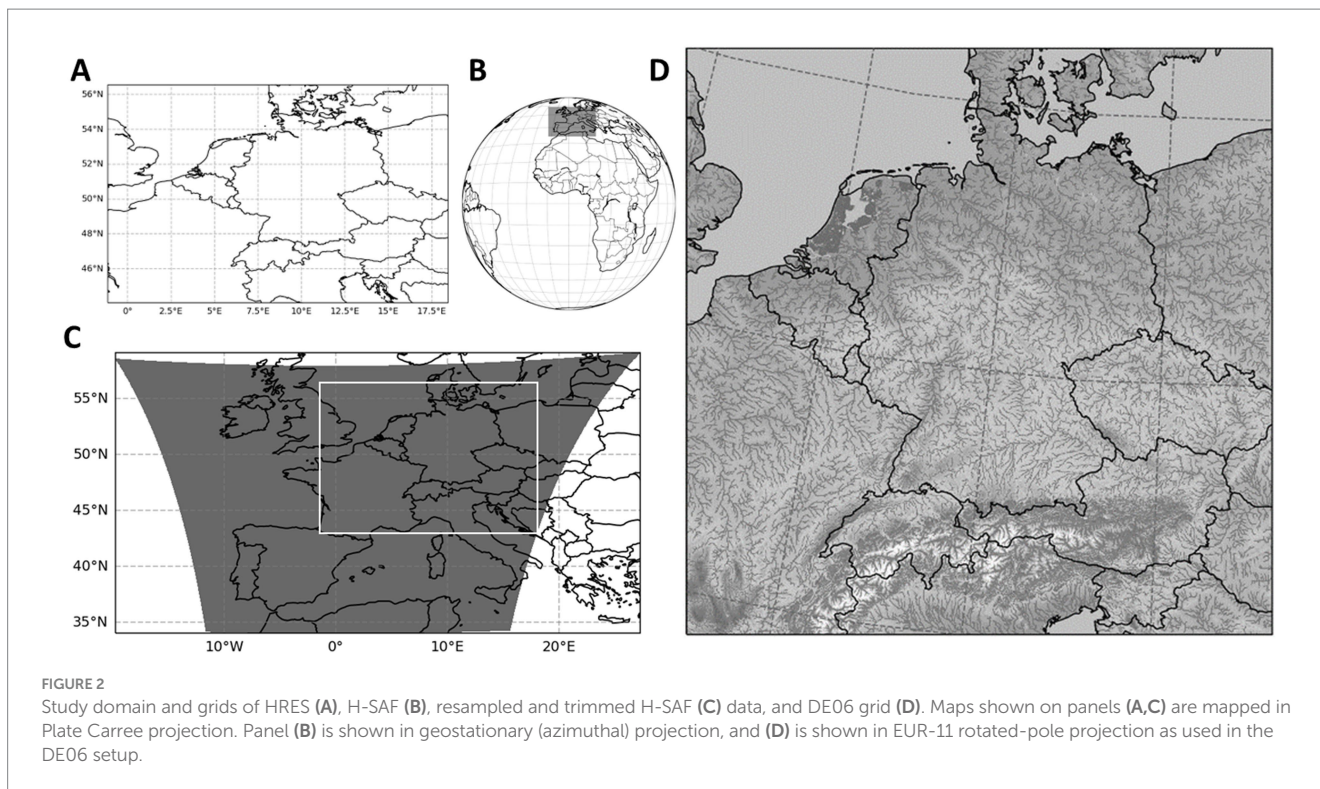 A
B
D
56°N
54°N
52°N
50°N
48°N
46°N
0°
2.5°E
5°E
7.5°E
10°E
12.5°E
15°E
17.5°E
C
55°N
50°N
45°N
40°N
35°N
10°W
0°
10°E
20°E
FIGURE 2
Study domain and grids of HRES (A), H-SAF (B), resampled and trimmed H-SAF (C) data, and DE06 grid (D). Maps shown on panels (A,C) are mapped in
Plate Carree projection. Panel (B) is shown in geostationary (azimuthal) projection, and (D) is shown in EUR-11 rotated-pole projection as used in the
DE06 setup.